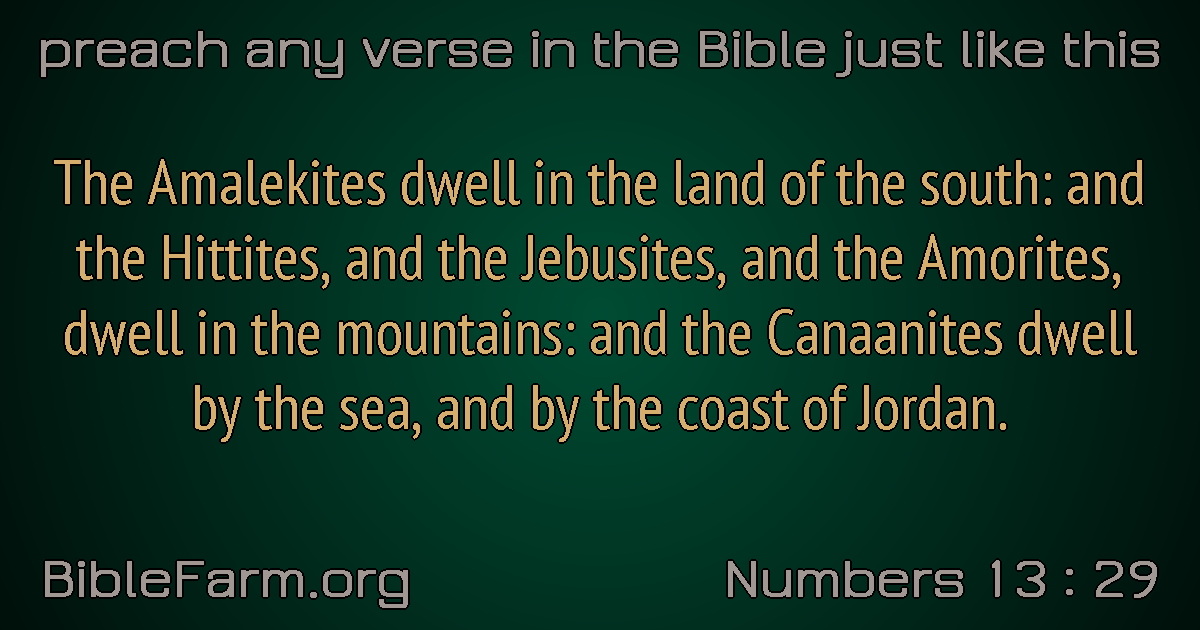 preach any verse in the Bible just like this
The Amalekites dwell in the land of the south: and
the Hittites, and the Jebusites, and the Amorites,
dwell in the mountains: and the Canaanites dwell
by the sea, and by the coast of Jordan.
BibleFarm.org
Numbers 13 : 29